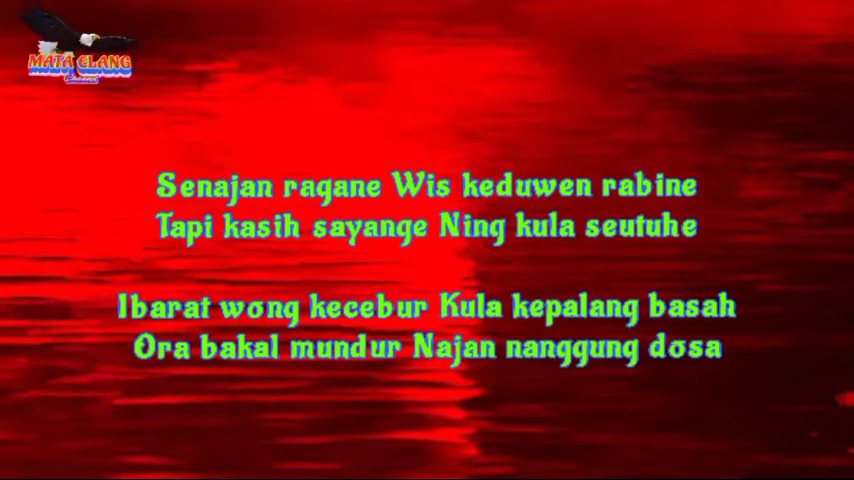 MATA ELANG
Channel
Senajan ragane Wis keduwen rabine
Tapi kasih sayange Ning kula seutuhe
Ibarat wong kecebur Kula kepalang basah
Ora bakal mundur Najan nanggung dosa